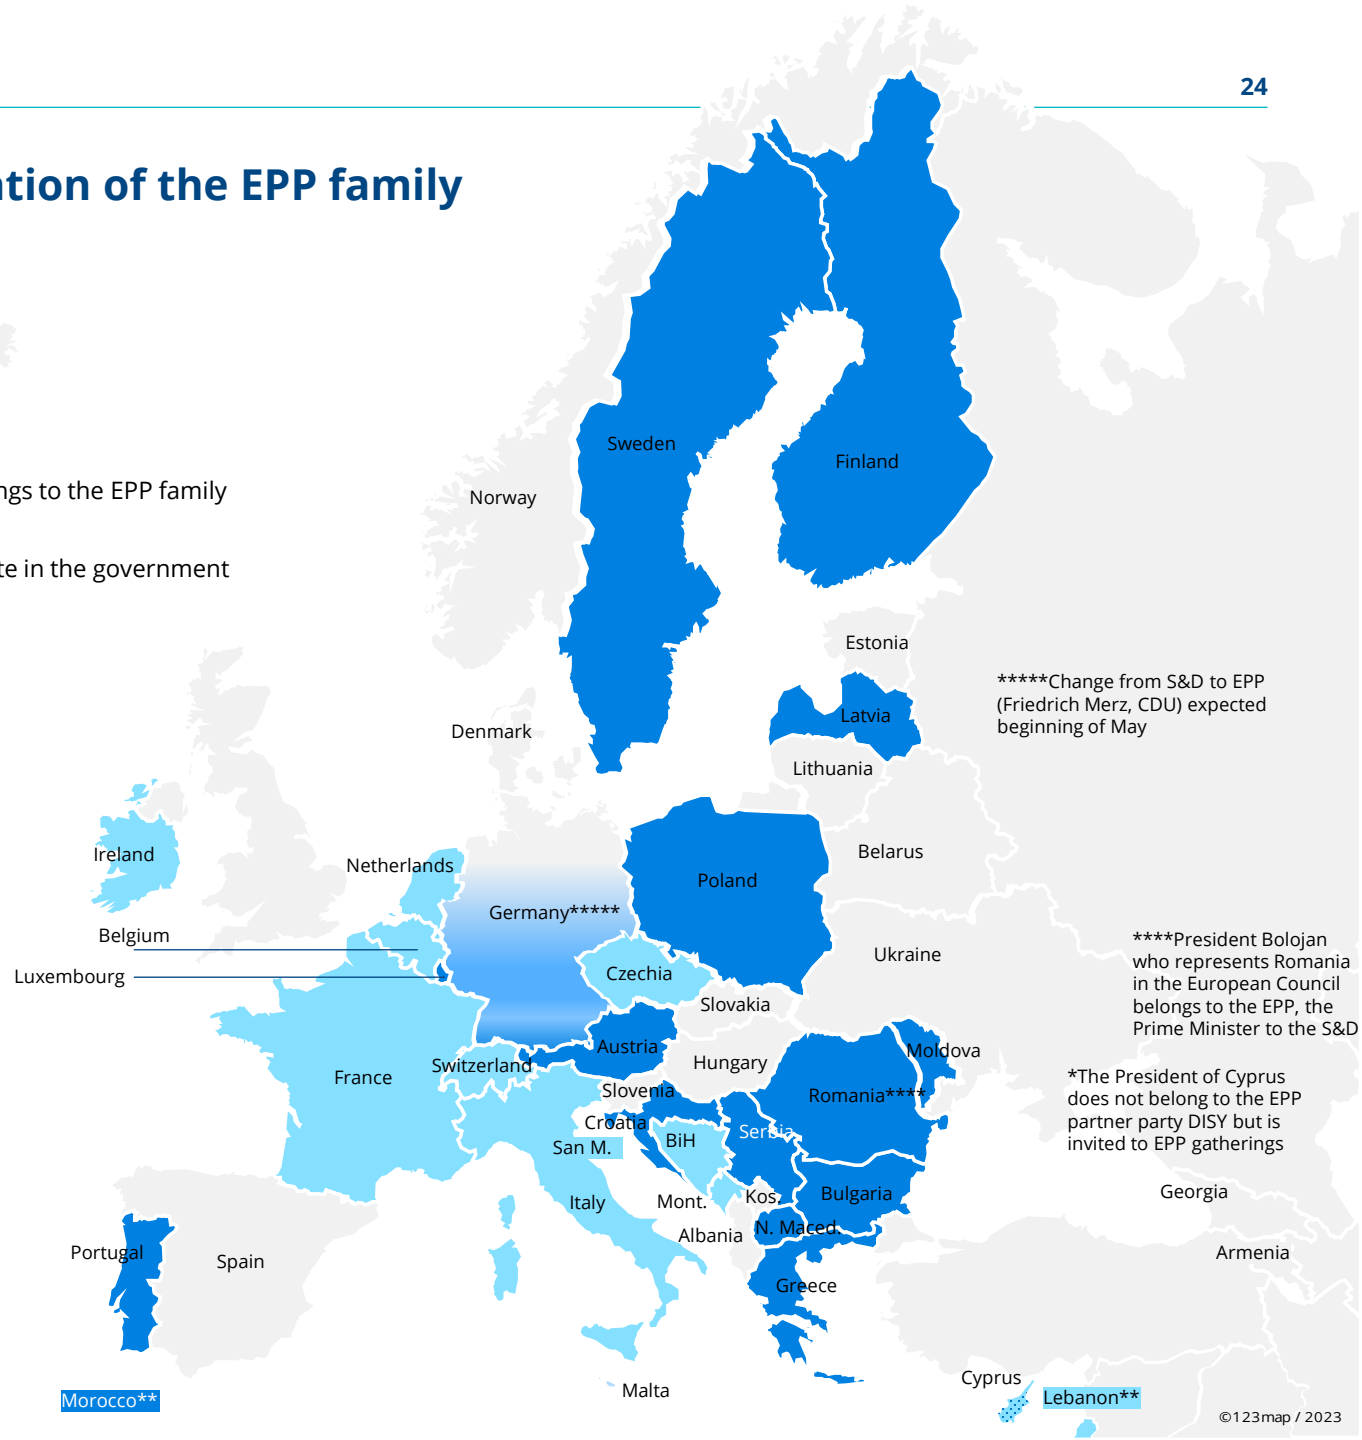 24
ation of the EPP family
ngs to the EPP family
te in the government
Sweden
Finland
Norway
Estonia
*****Change from S&D to EPP
(Friedrich Merz, CDU) expected
beginning of May
Latvia
Denmark
Lithuania
Ireland
Netherlands
Belarus
Poland
Germany*****
Belgium
Luxembourg
Czechia
Ukraine
****President Bolojan
who represents Romania
in the European Council
belongs to the EPP, the
Prime Minister to the S&D
Slovakia
Austria
Moldova
Hungary
Switzerland
France
Slovenia
Romania****
*The President of Cyprus
does not belong to the EPP
partner party DISY but is
invited to EPP gatherings
Croatia
Serbia
BiH
San M.
Georgia
Italy
Mont.
Kos.
Bulgaria
Albania
N. Maced.
Portugal
Spain
Armenia
Greece
Malta
Cyprus
Lebanon**
Morocco**
©123map / 2023